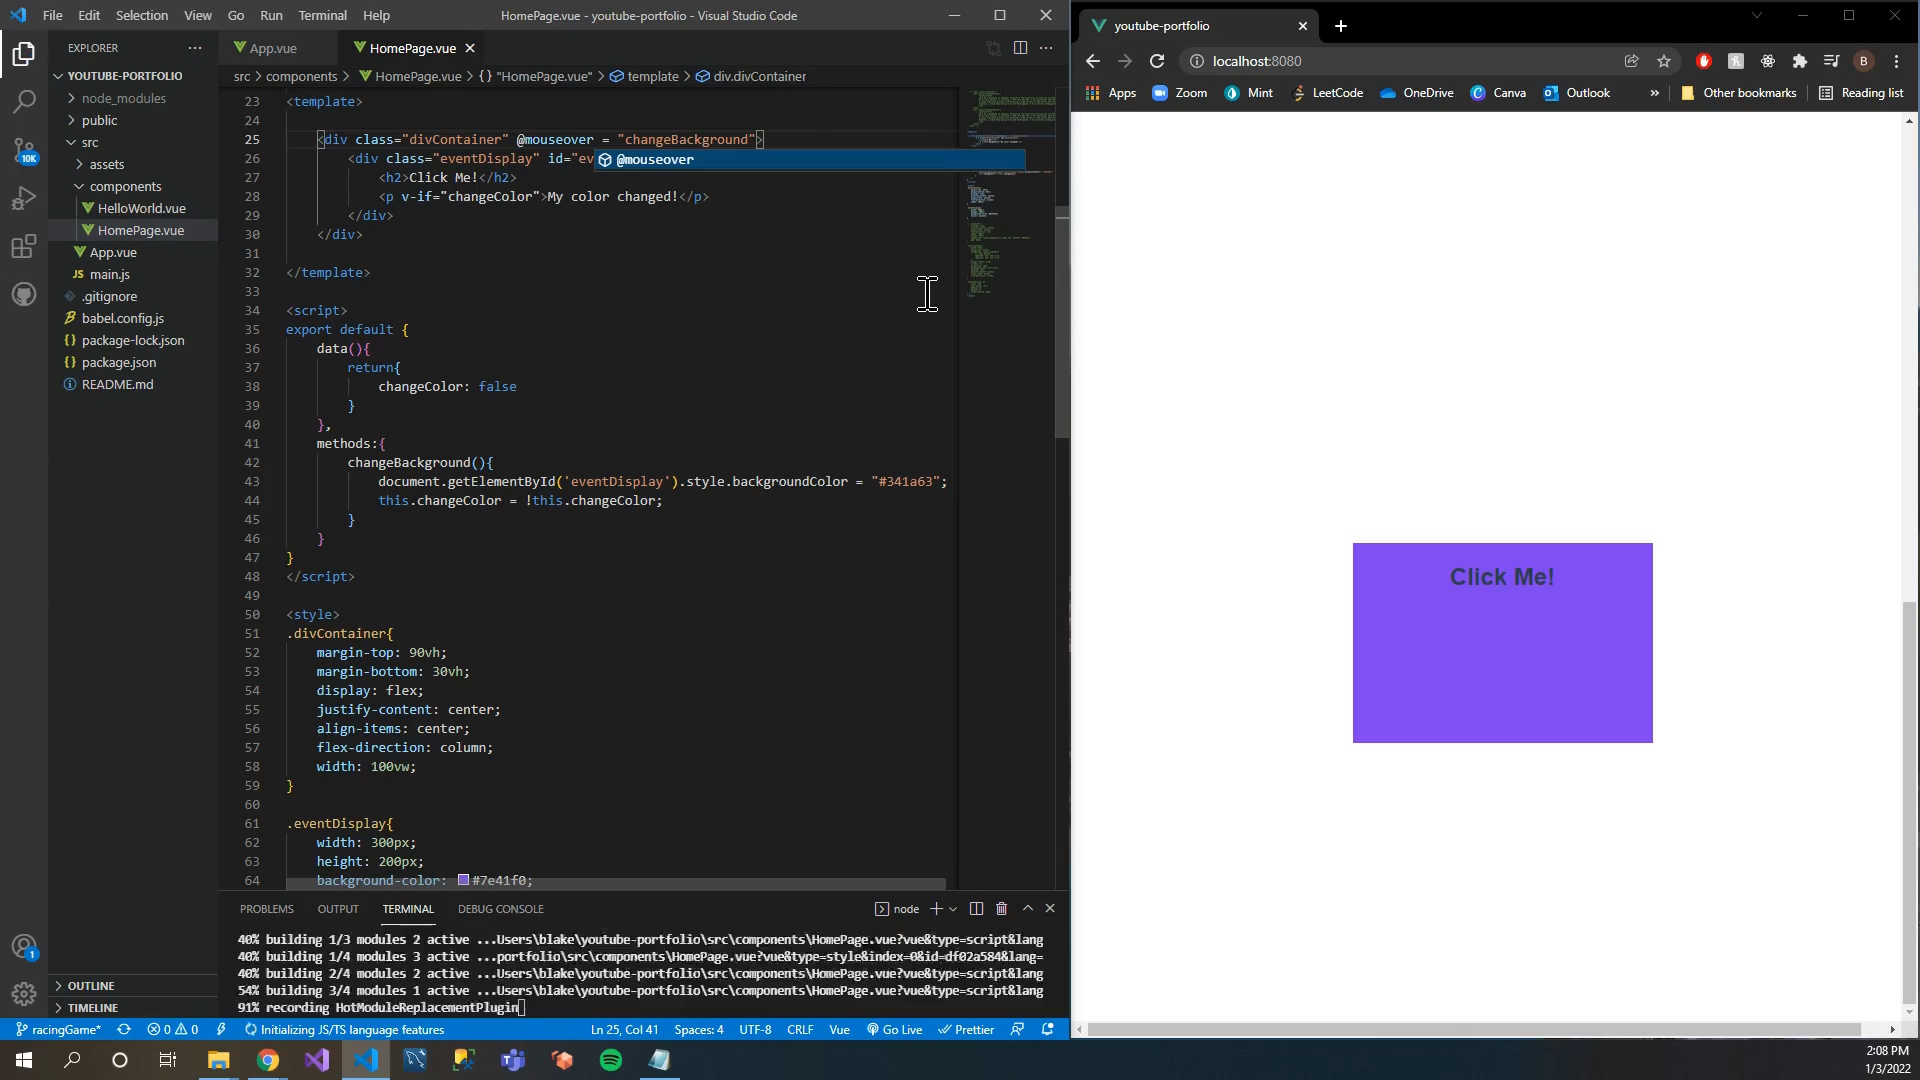 File Edit Selection View Go Run Terminal Help
HomePage.vue - youtube-portfolio - Visual Studio Code
EXPLORER
YOUTUBE-PORTFOLIO
node_modules
public
src
assets
components
HelloWorld.vue
HomePage.vue
App.vue
JS main.js
.gitignore
babel.config.js
package-lock.json
package.json
README.md
OUTLINE
TIMELINE
10K
1
App.vue
HomePage.vue
src > components > HomePage.vue > {} "HomePage.vue" > template > div.divContainer
23 <template>
24
25 <div class="divContainer" @mouseover = "changeBackground">
26 <div class="eventDisplay" id="ev
@mouseover
27 <h2>Click Me!</h2>
28 <p v-if="changeColor">My color changed!</p>
29 </div>
30 </div>
31
32 </template>
33
34 <script>
35 export default {
36 data(){
37 return{
38 changeColor: false
39 }
40 },
41 methods:{
42 changeBackground(){
43 document.getElementById('eventDisplay').style.backgroundColor = "#341a63";
44 this.changeColor = !this.changeColor;
45 }
46 }
47 }
48 </script>
49
50 <style>
51 .divContainer{
52 margin-top: 90vh;
53 margin-bottom: 30vh;
54 display: flex;
55 justify-content: center;
56 align-items: center;
57 flex-direction: column;
58 width: 100vw;
59 }
60
61 .eventDisplay{
62 width: 300px;
63 height: 200px;
64 background-color: #7e41f0;
PROBLEMS OUTPUT TERMINAL DEBUG CONSOLE
node
40% building 1/3 modules 2 active ...Users\blake\youtube-portfolio\src\components\HomePage.vue?vue&type=script&lang
40% building 1/4 modules 3 active ...portfolio\src\components\HomePage.vue?vue&type=style&index=0&id=df02a584&lang=
40% building 2/4 modules 2 active ...Users\blake\youtube-portfolio\src\components\HomePage.vue?vue&type=script&lang
54% building 3/4 modules 1 active ...Users\blake\youtube-portfolio\src\components\HomePage.vue?vue&type=script&lang
91% recording HotModuleReplacementPlugin
racingGame* 0 0 Initializing JS/TS language features
Ln 25, Col 41 Spaces: 4 UTF-8 CRLF Vue Go Live Prettier
youtube-portfolio
localhost:8080
B
Apps Zoom Mint LeetCode OneDrive Canva Outlook » Other bookmarks Reading list
Click Me!
2:08 PM
1/3/2022